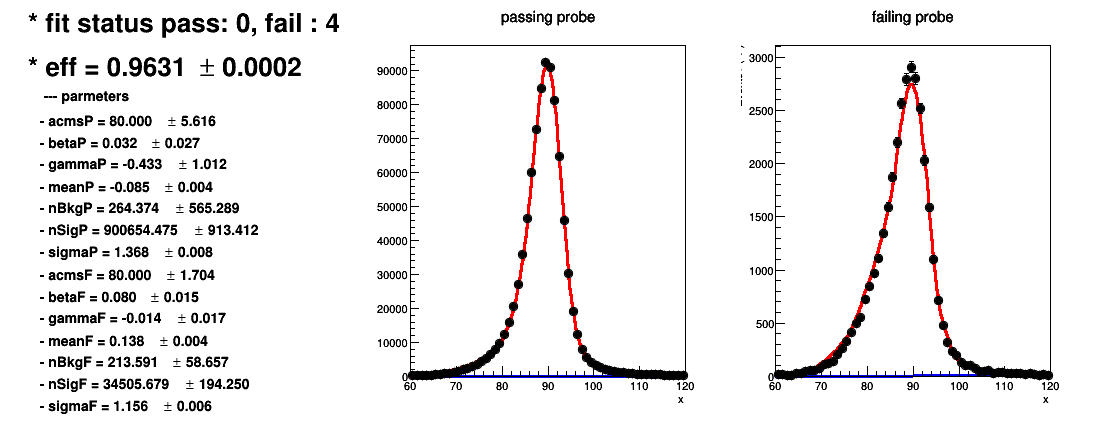 * fit status pass: 0, fail : 4
* eff = 0.9631 ± 0.0002
--- parmeters
- acmsP = 80.000 ± 5.616
- betaP = 0.032 ± 0.027
- gammaP = -0.433 ± 1.012
- meanP = -0.085 ± 0.004
- nBkgP = 264.374 ± 565.289
- nSigP = 900654.475 ± 913.412
- sigmaP = 1.368 ± 0.008
- acmsF = 80.000 ± 1.704
- betaF = 0.080 ± 0.015
- gammaF = -0.014 ± 0.017
- meanF = 0.138 ± 0.004
- nBkgF = 213.591 ± 58.657
- nSigF = 34505.679 ± 194.250
- sigmaF = 1.156 ± 0.006
passing probe
90000
80000
70000
60000
50000
40000
30000
20000
10000
0
60 70 80 90 100 110 120
x
failing probe
3000
2500
2000
1500
1000
500
0
60 70 80 90 100 110 120
x